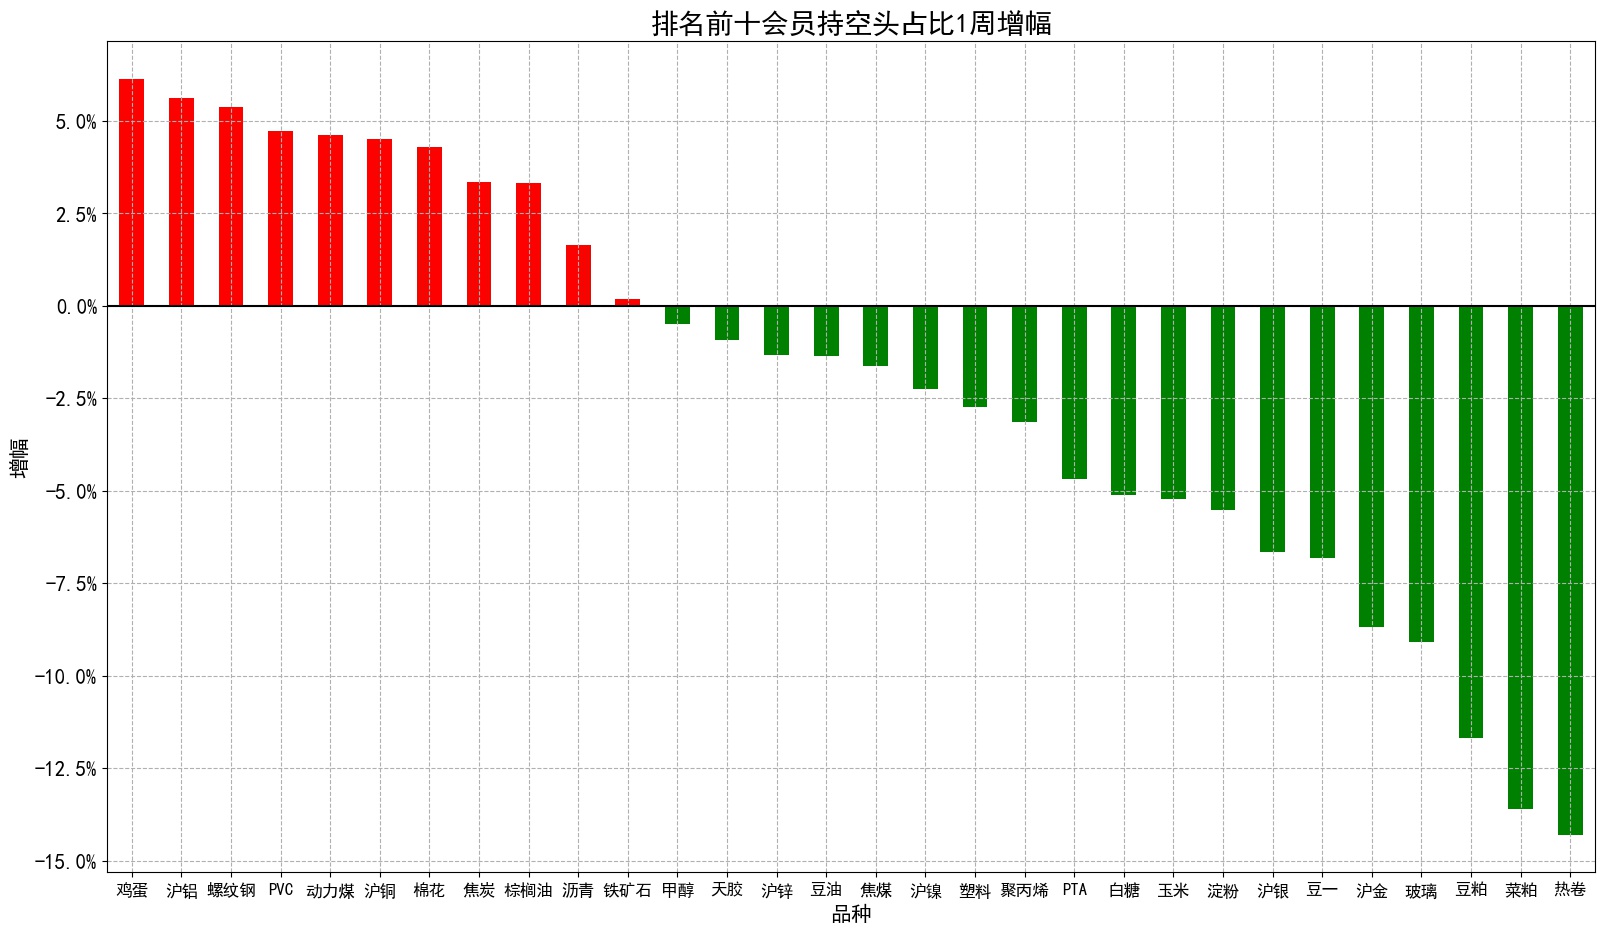 排名前十会员持空头占比1周增幅
5.0%
2.5%
0.0%
−2.5%
−5.0%
−7.5%
−10.0%
−12.5%
−15.0%
增幅
鸡蛋 沪铝 螺纹钢 PVC 动力煤 沪铜 棉花 焦炭 棕榈油 沥青 铁矿石 甲醇 天胶 沪锌 豆油 焦煤 沪镍 塑料 聚丙烯 PTA 白糖 玉米 淀粉 沪银 豆一 沪金 玻璃 豆粕 菜粕 热卷
品种